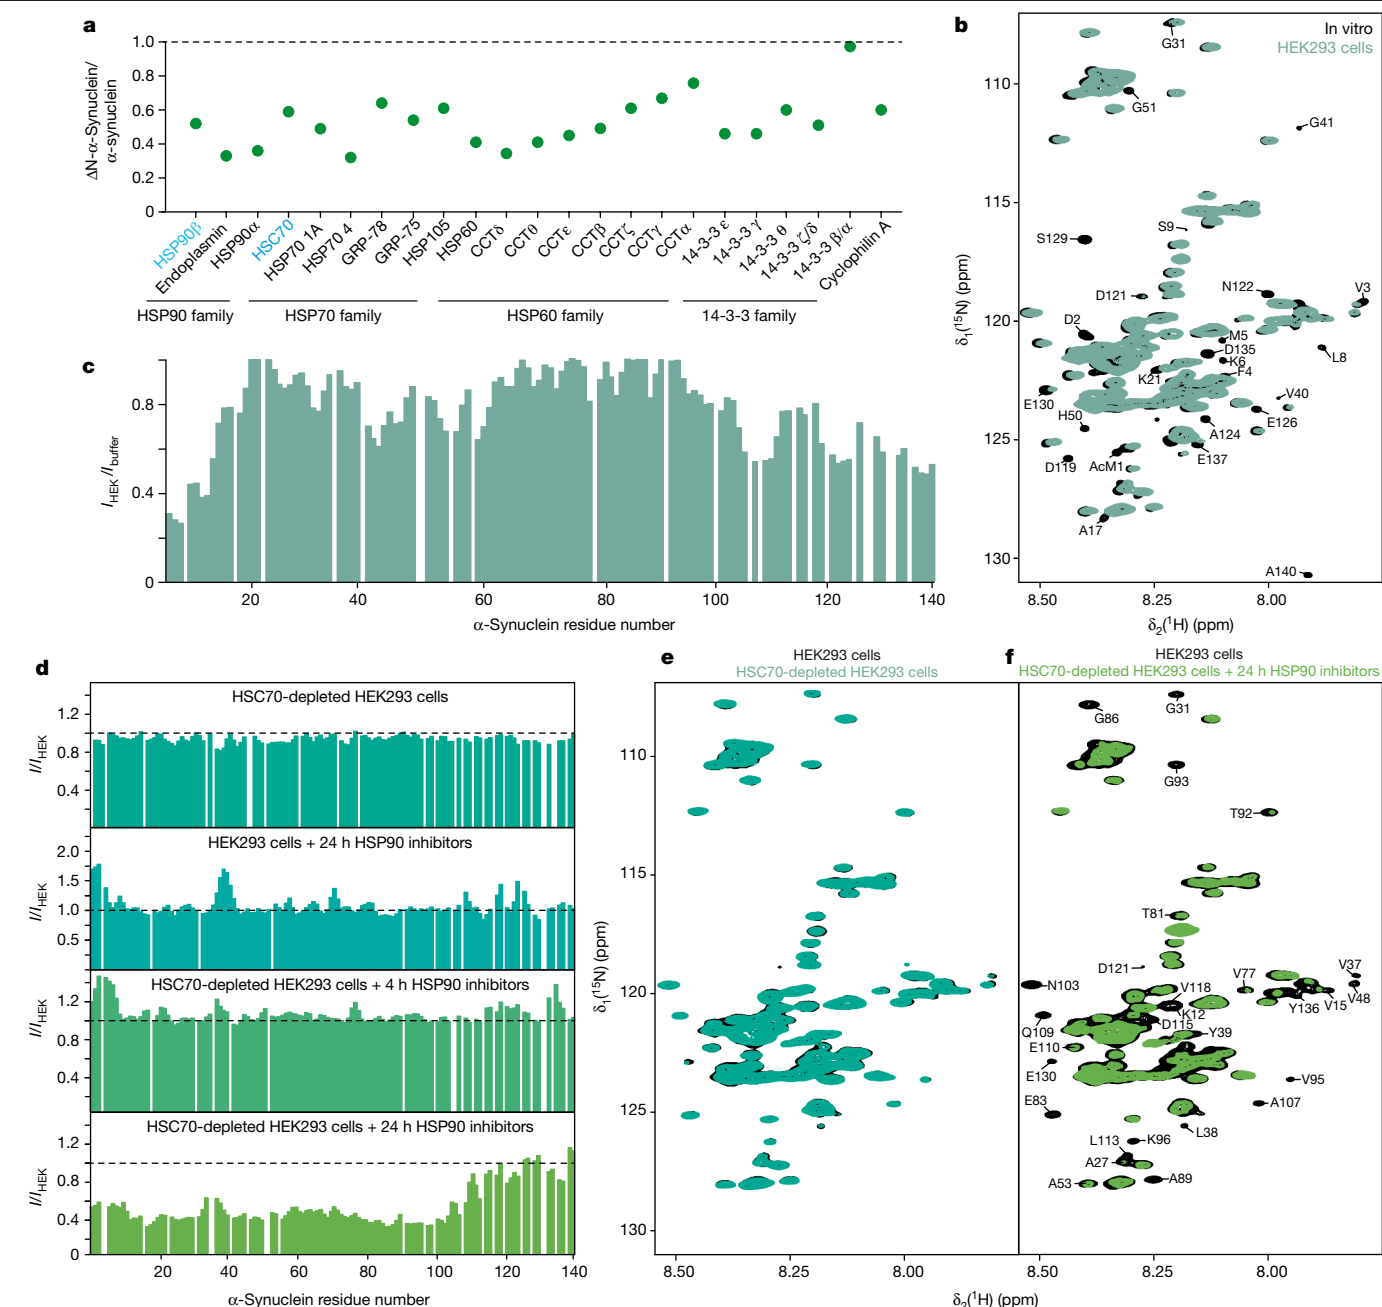 a
1.0
0.8
0.6
0.4
0.2
0
ΔN-α-Synuclein/
α-synuclein
HSP90β
Endoplasmin
HSP90α
HSC70
HSP70 1A
HSP70 4
GRP-78
GRP-75
HSP105
HSP60
CCTδ
CCTθ
CCTε
CCTβ
CCTζ
CCTγ
CCTα
14-3-3 ε
14-3-3 γ
14-3-3 θ
14-3-3 ζ/δ
14-3-3 β/α
Cyclophilin A
HSP90 family
HSP70 family
HSP60 family
14-3-3 family
b
In vitro
HEK293 cells
G31
G51
G41
S9
S129
D121
N122
V3
D2
M5
D135
L8
K6
F4
K21
V40
E130
E126
H50
A124
D119
AcM1
E137
A17
A140
110
115
120
125
130
δ1(15N) (ppm)
8.50
8.25
8.00
δ2(1H) (ppm)
c
0.8
0.4
0
IHEK/Ibuffer
20
40
60
80
100
120
140
α-Synuclein residue number
d
HSC70-depleted HEK293 cells
1.2
0.8
0.4
I/IHEK
HEK293 cells + 24 h HSP90 inhibitors
2.0
1.5
1.0
0.5
I/IHEK
HSC70-depleted HEK293 cells + 4 h HSP90 inhibitors
1.2
0.8
0.4
I/IHEK
HSC70-depleted HEK293 cells + 24 h HSP90 inhibitors
1.2
0.8
0.4
0
I/IHEK
20
40
60
80
100
120
140
α-Synuclein residue number
e
HEK293 cells
HSC70-depleted HEK293 cells
110
115
120
125
130
δ1(15N) (ppm)
8.50
8.25
8.00
δ2(1H) (ppm)
f
HEK293 cells
HSC70-depleted HEK293 cells + 24 h HSP90 inhibitors
G86
G31
G93
T92
T81
D121
V37
N103
V118
V77
K12
Y136
V15
V48
D115
Q109
Y39
E110
E130
V95
E83
A107
L38
L113
K96
A27
A53
A89
8.50
8.25
8.00